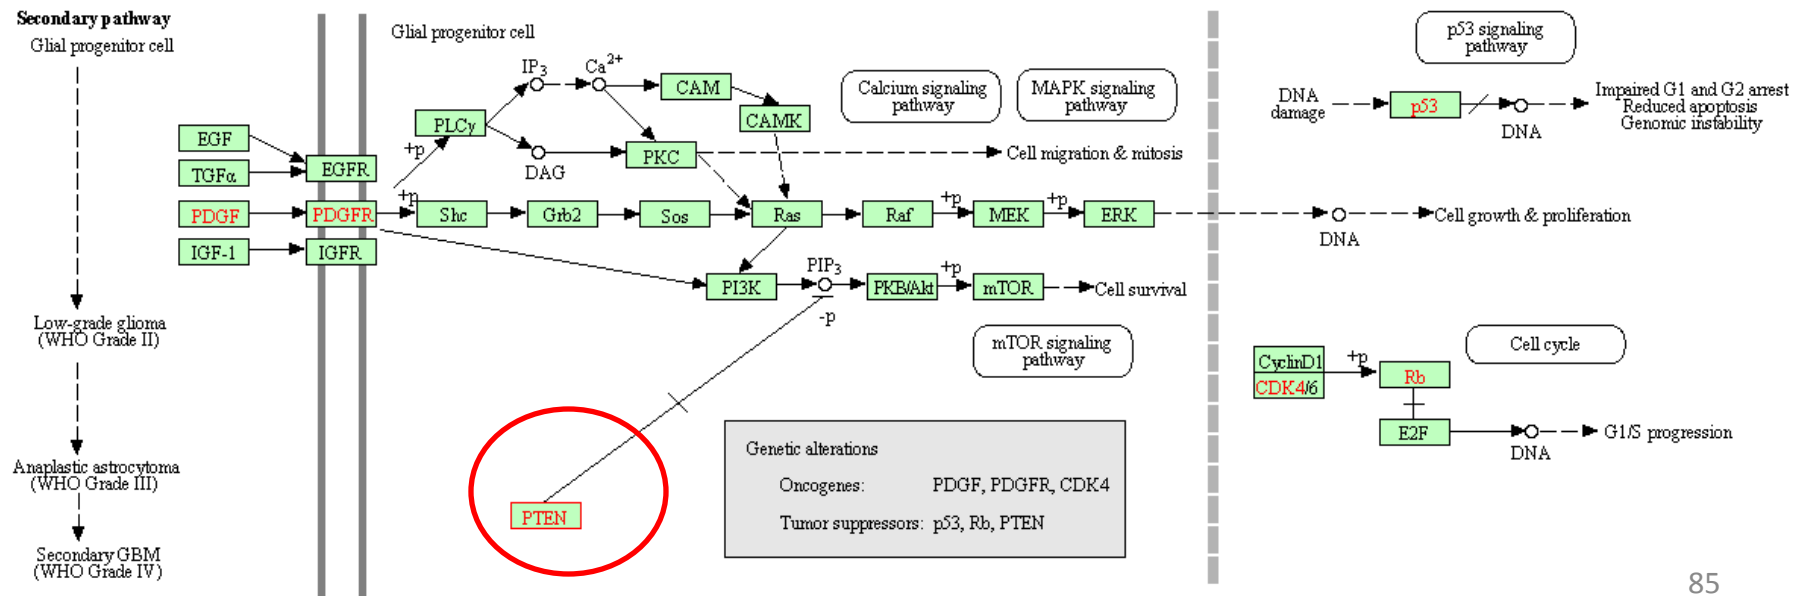 Secondary pathway
Glial progenitor cell
Glial progenitor cell
p53 signaling
pathway
IP3
Ca2+
CAM
Calcium signaling
pathway
MAPK signaling
pathway
DNA
damage
p53
DNA
Impaired G1 and G2 arrest
Reduced apoptosis
Genomic instability
PLCγ
CAMK
EGF
EGFR
+p
DAG
PKC
Cell migration & mitosis
TGFα
PDGF
PDGFR
+p
Shc
Grb2
Sos
Ras
Raf
+p
MEK
+p
ERK
DNA
Cell growth & proliferation
IGF-1
IGFR
PI3K
PIP3
-p
PKB/Akt
+p
mTOR
Cell survival
Low-grade glioma
(WHO Grade II)
mTOR signaling
pathway
Cell cycle
CyclinD1
CDK4/6
+p
Rb
E2F
DNA
G1/S progression
Anaplastic astrocytoma
(WHO Grade III)
PTEN
Genetic alterations
Oncogenes: PDGF, PDGFR, CDK4
Tumor suppressors: p53, Rb, PTEN
Secondary GBM
(WHO Grade IV)
85